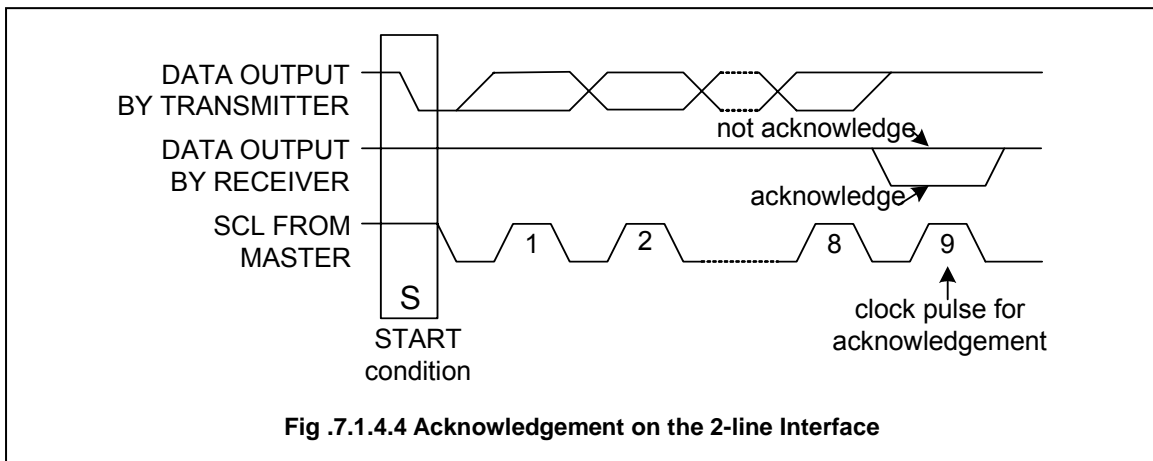 DATA OUTPUT
BY TRANSMITTER
not acknowledge
DATA OUTPUT
BY RECEIVER
acknowledge
SCL FROM
MASTER
1
2
8
9
S
START
condition
clock pulse for
acknowledgement
Fig .7.1.4.4 Acknowledgement on the 2-line Interface